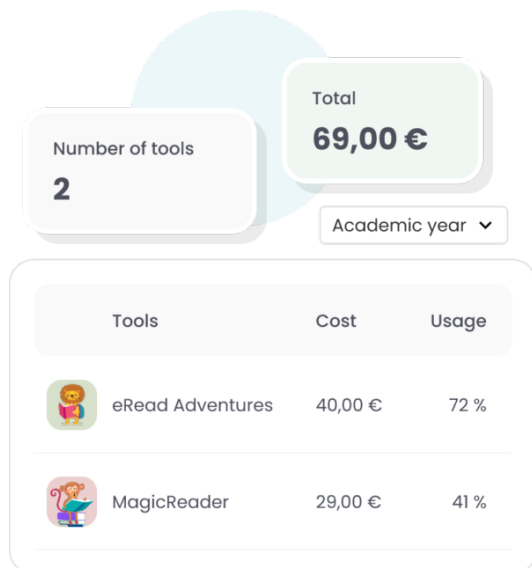 Total
69,00 €
Number of tools
2
Academic year
Tools Cost Usage
eRead Adventures 40,00 € 72 %
MagicReader 29,00 € 41 %